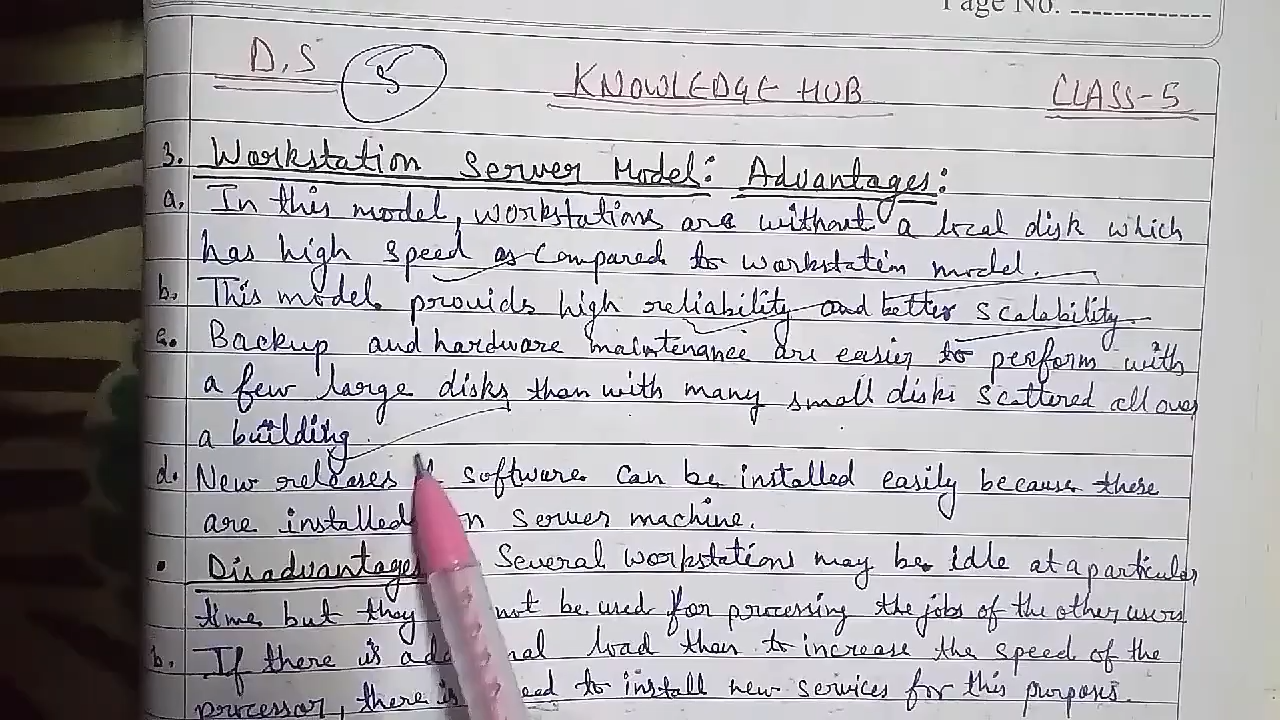 Page No.
D.S 5 KNOWLEDGE HUB CLASS-5
3. Workstation Server Model: Advantages:
a. In this model, workstations are without a local disk which
has high speed as compared to workstation model.
b. This model provids high reliability and better scalability.
c. Backup and hardware maintenance are easier to perform with
a few large disks than with many small disks scattered all over
a building.
d. New releases software can be installed easily because these
are installed n server machine.
• Disadvantages Several workstations may be idle at a particular
time but they not be used for processing the jobs of the other users
b. If there is add nal load then to increase the speed of the
processor, there is eed to install new services for this purposes.